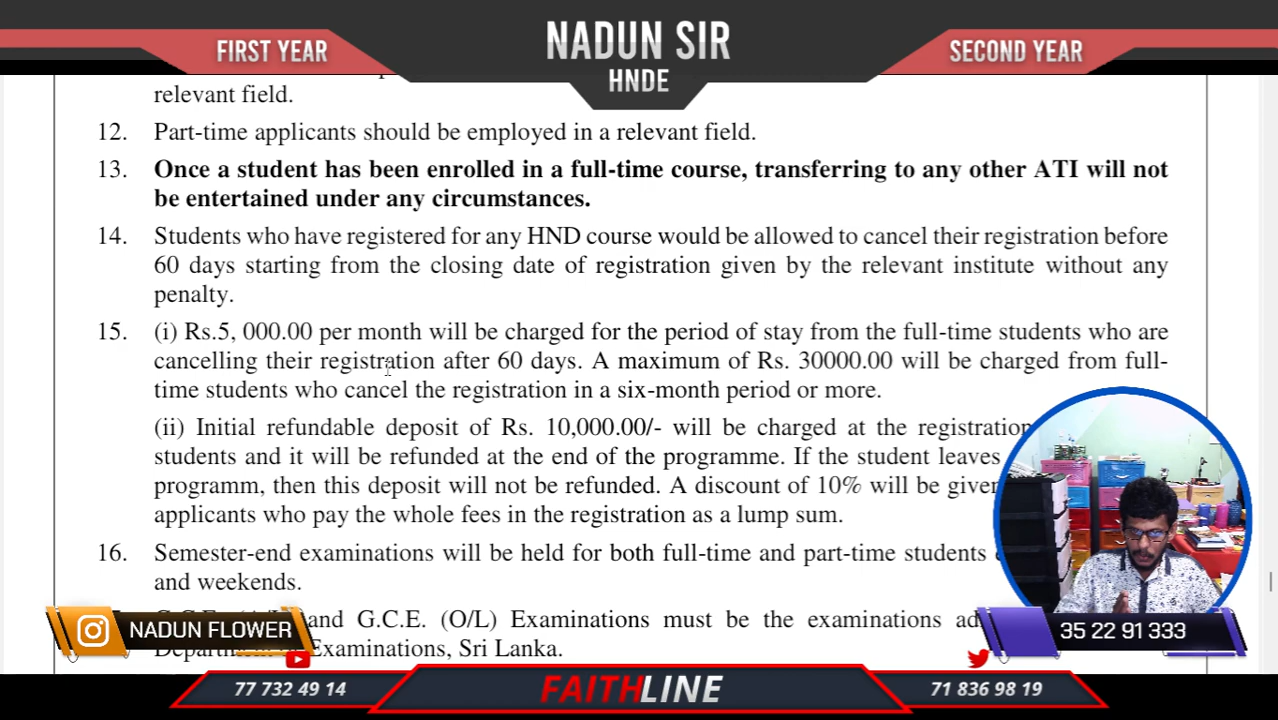 FIRST YEAR
NADUN SIR
HNDE
SECOND YEAR
relevant field.
12. Part-time applicants should be employed in a relevant field.
13. Once a student has been enrolled in a full-time course, transferring to any other ATI will not
be entertained under any circumstances.
14. Students who have registered for any HND course would be allowed to cancel their registration before
60 days starting from the closing date of registration given by the relevant institute without any
penalty.
15. (i) Rs.5, 000.00 per month will be charged for the period of stay from the full-time students who are
cancelling their registration after 60 days. A maximum of Rs. 30000.00 will be charged from full-
time students who cancel the registration in a six-month period or more.
(ii) Initial refundable deposit of Rs. 10,000.00/- will be charged at the registration
students and it will be refunded at the end of the programme. If the student leaves
programm, then this deposit will not be refunded. A discount of 10% will be given
applicants who pay the whole fees in the registration as a lump sum.
16. Semester-end examinations will be held for both full-time and part-time students
and weekends.
and G.C.E. (O/L) Examinations must be the examinations
Examinations, Sri Lanka.
NADUN FLOWER
35 22 91 333
77 732 49 14
FAITHLINE
71 836 98 19